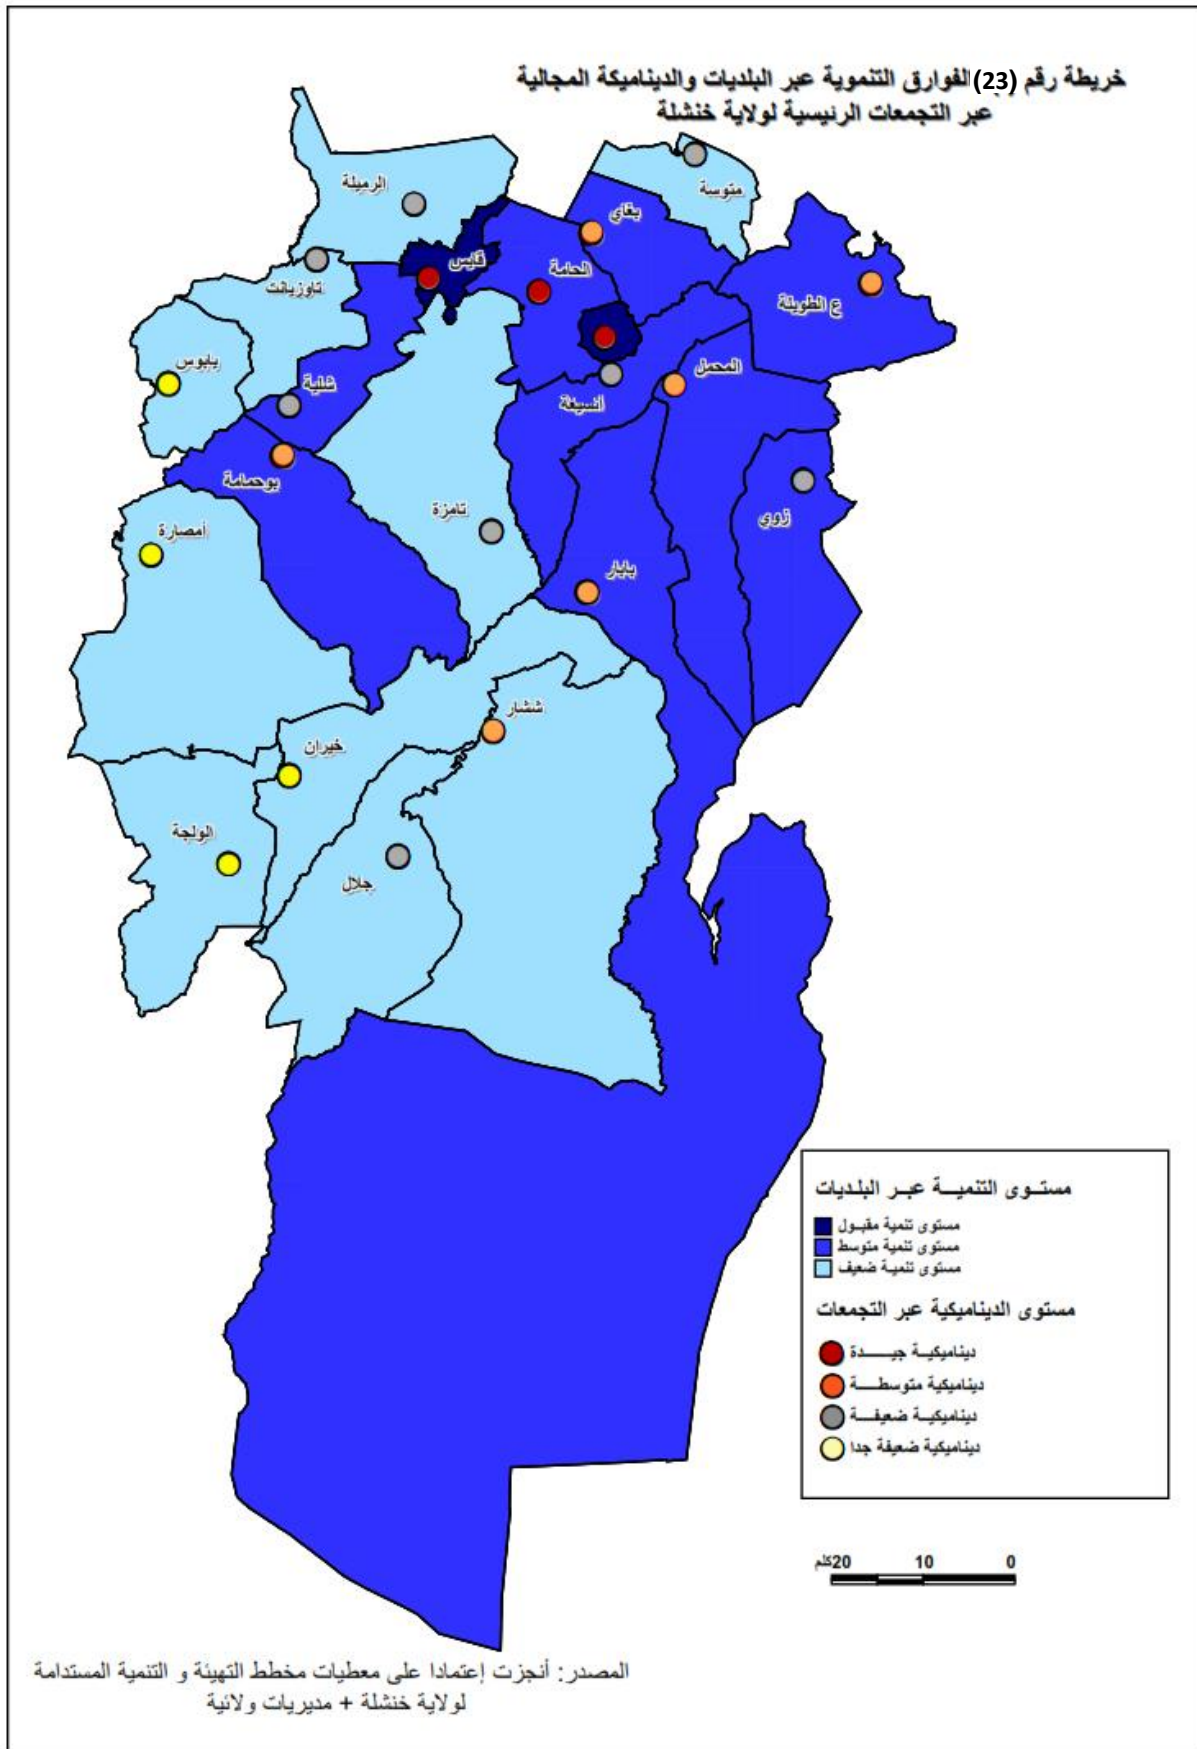 خريطة رقم (23) الفوارق التنموية عبر البلديات والديناميكة المجالية
عبر التجمعات الرئيسية لولاية خنشلة
متوسة
الرميلة
بغاي
قايس
الحامة
تاوزيانت
ع الطويلة
يابوس
المحمل
شلية
أنسيغة
بوحمامة
تامزة
زوي
أمصارة
بابار
ششار
خيران
الولجة
جلال
مستوى التنمية عبر البلديات
مستوى تنمية مقبول
مستوى تنمية متوسط
مستوى تنمية ضعيف
مستوى الديناميكية عبر التجمعات
ديناميكية جيدة
ديناميكية متوسطة
ديناميكية ضعيفة
ديناميكية ضعيفة جدا
0 10 20كلم
المصدر: أنجزت إعتمادا على معطيات مخطط التهيئة و التنمية المستدامة
لولاية خنشلة + مديريات ولائية